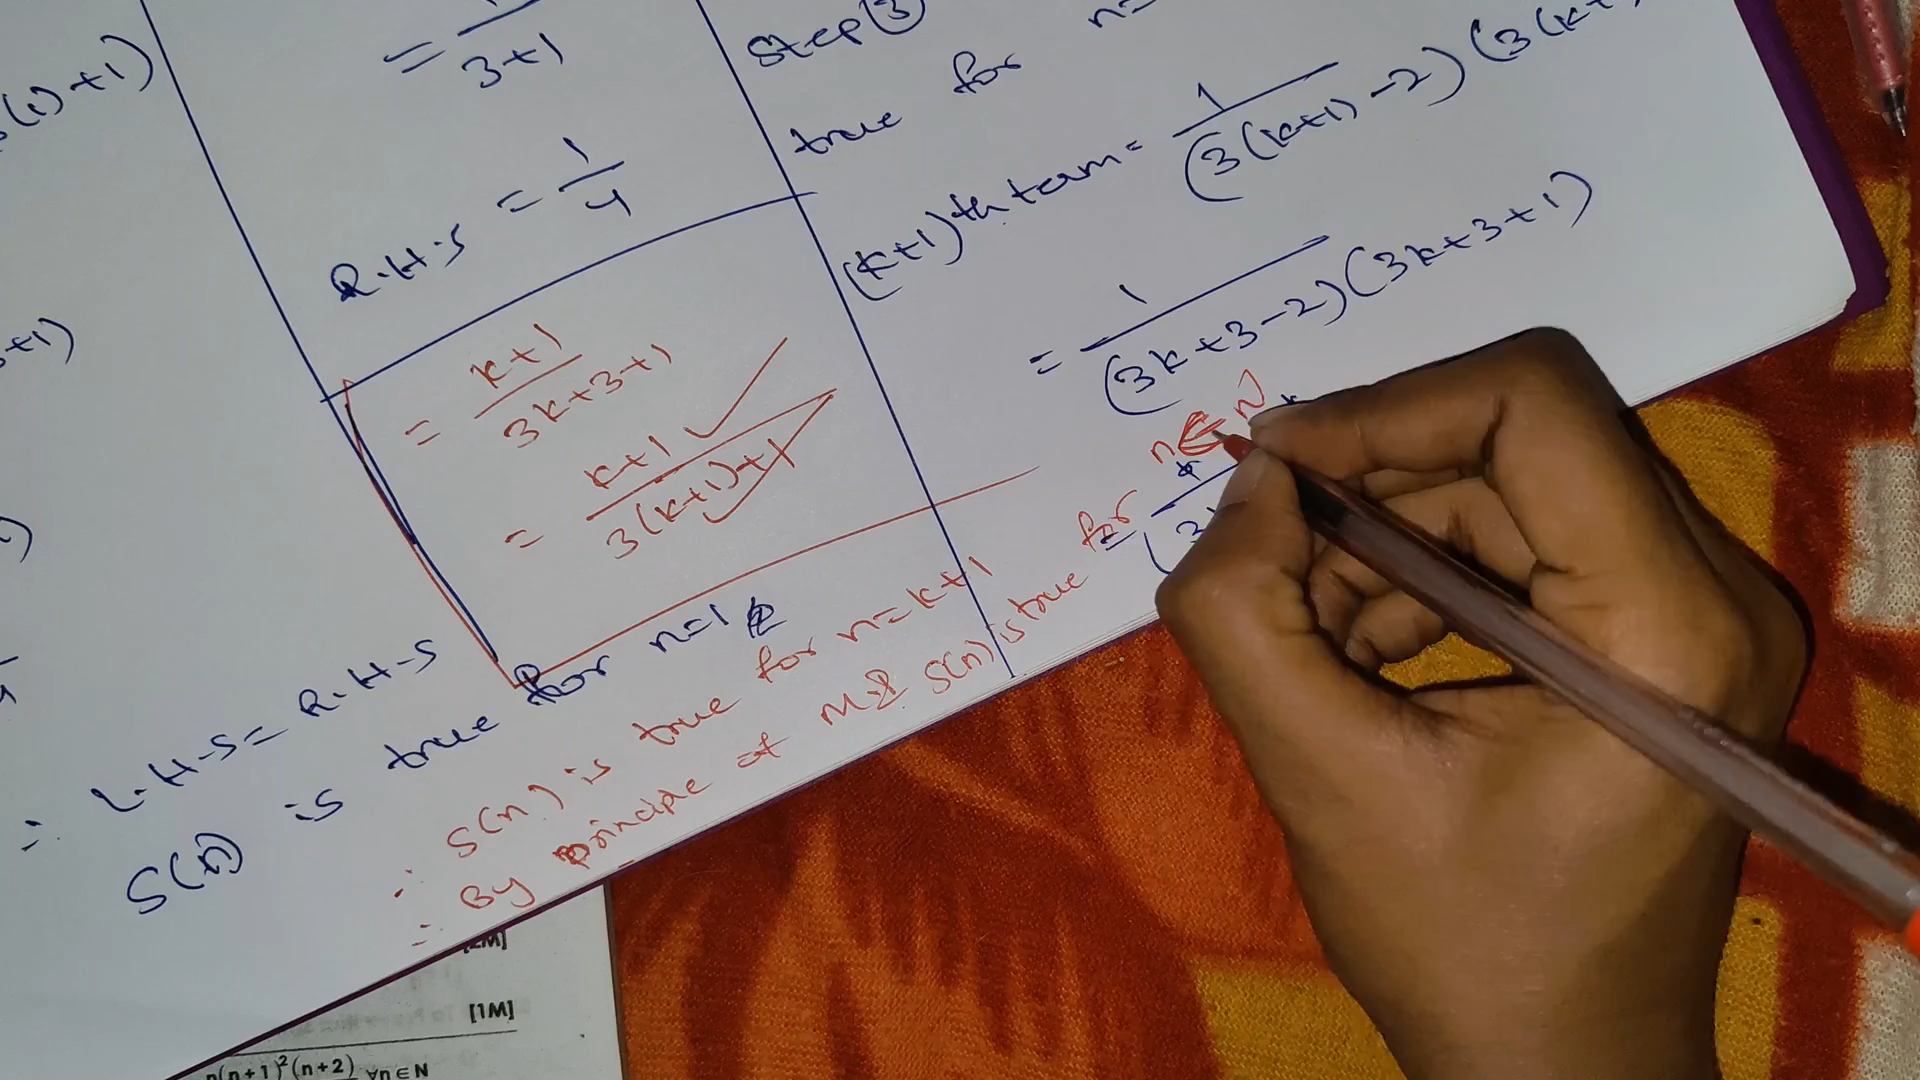 (1)+1)
+1)
= 1/(3+1)
R.H.S = 1/4
= (k+1)/(3k+3+1)
= (k+1)/(3(k+1)+1)
∴ L.H.S = R.H.S
S(n) is true for n=1
∴ S(n) is true for n=k+1
∴ By principle of M.I S(n) is true for n∈N
Step ③
true for n=
(k+1)th term = 1/((3(k+1)-2)(3(k+
= 1/((3k+3-2)(3k+3+1))
[2M]
[1M]
n(n+1)²(n+2) ∀n∈N